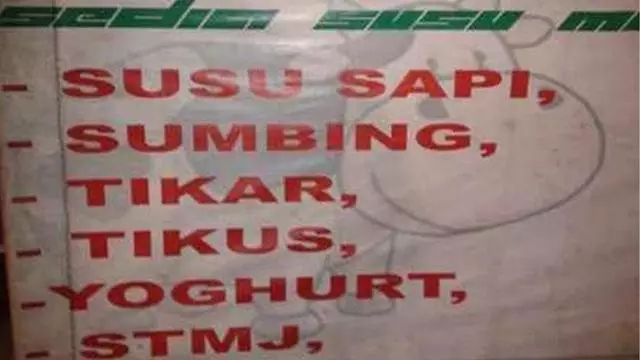 sedia susu m
- SUSU SAPI,
- SUMBING,
- TIKAR,
- TIKUS,
- YOGHURT,
- STMJ,